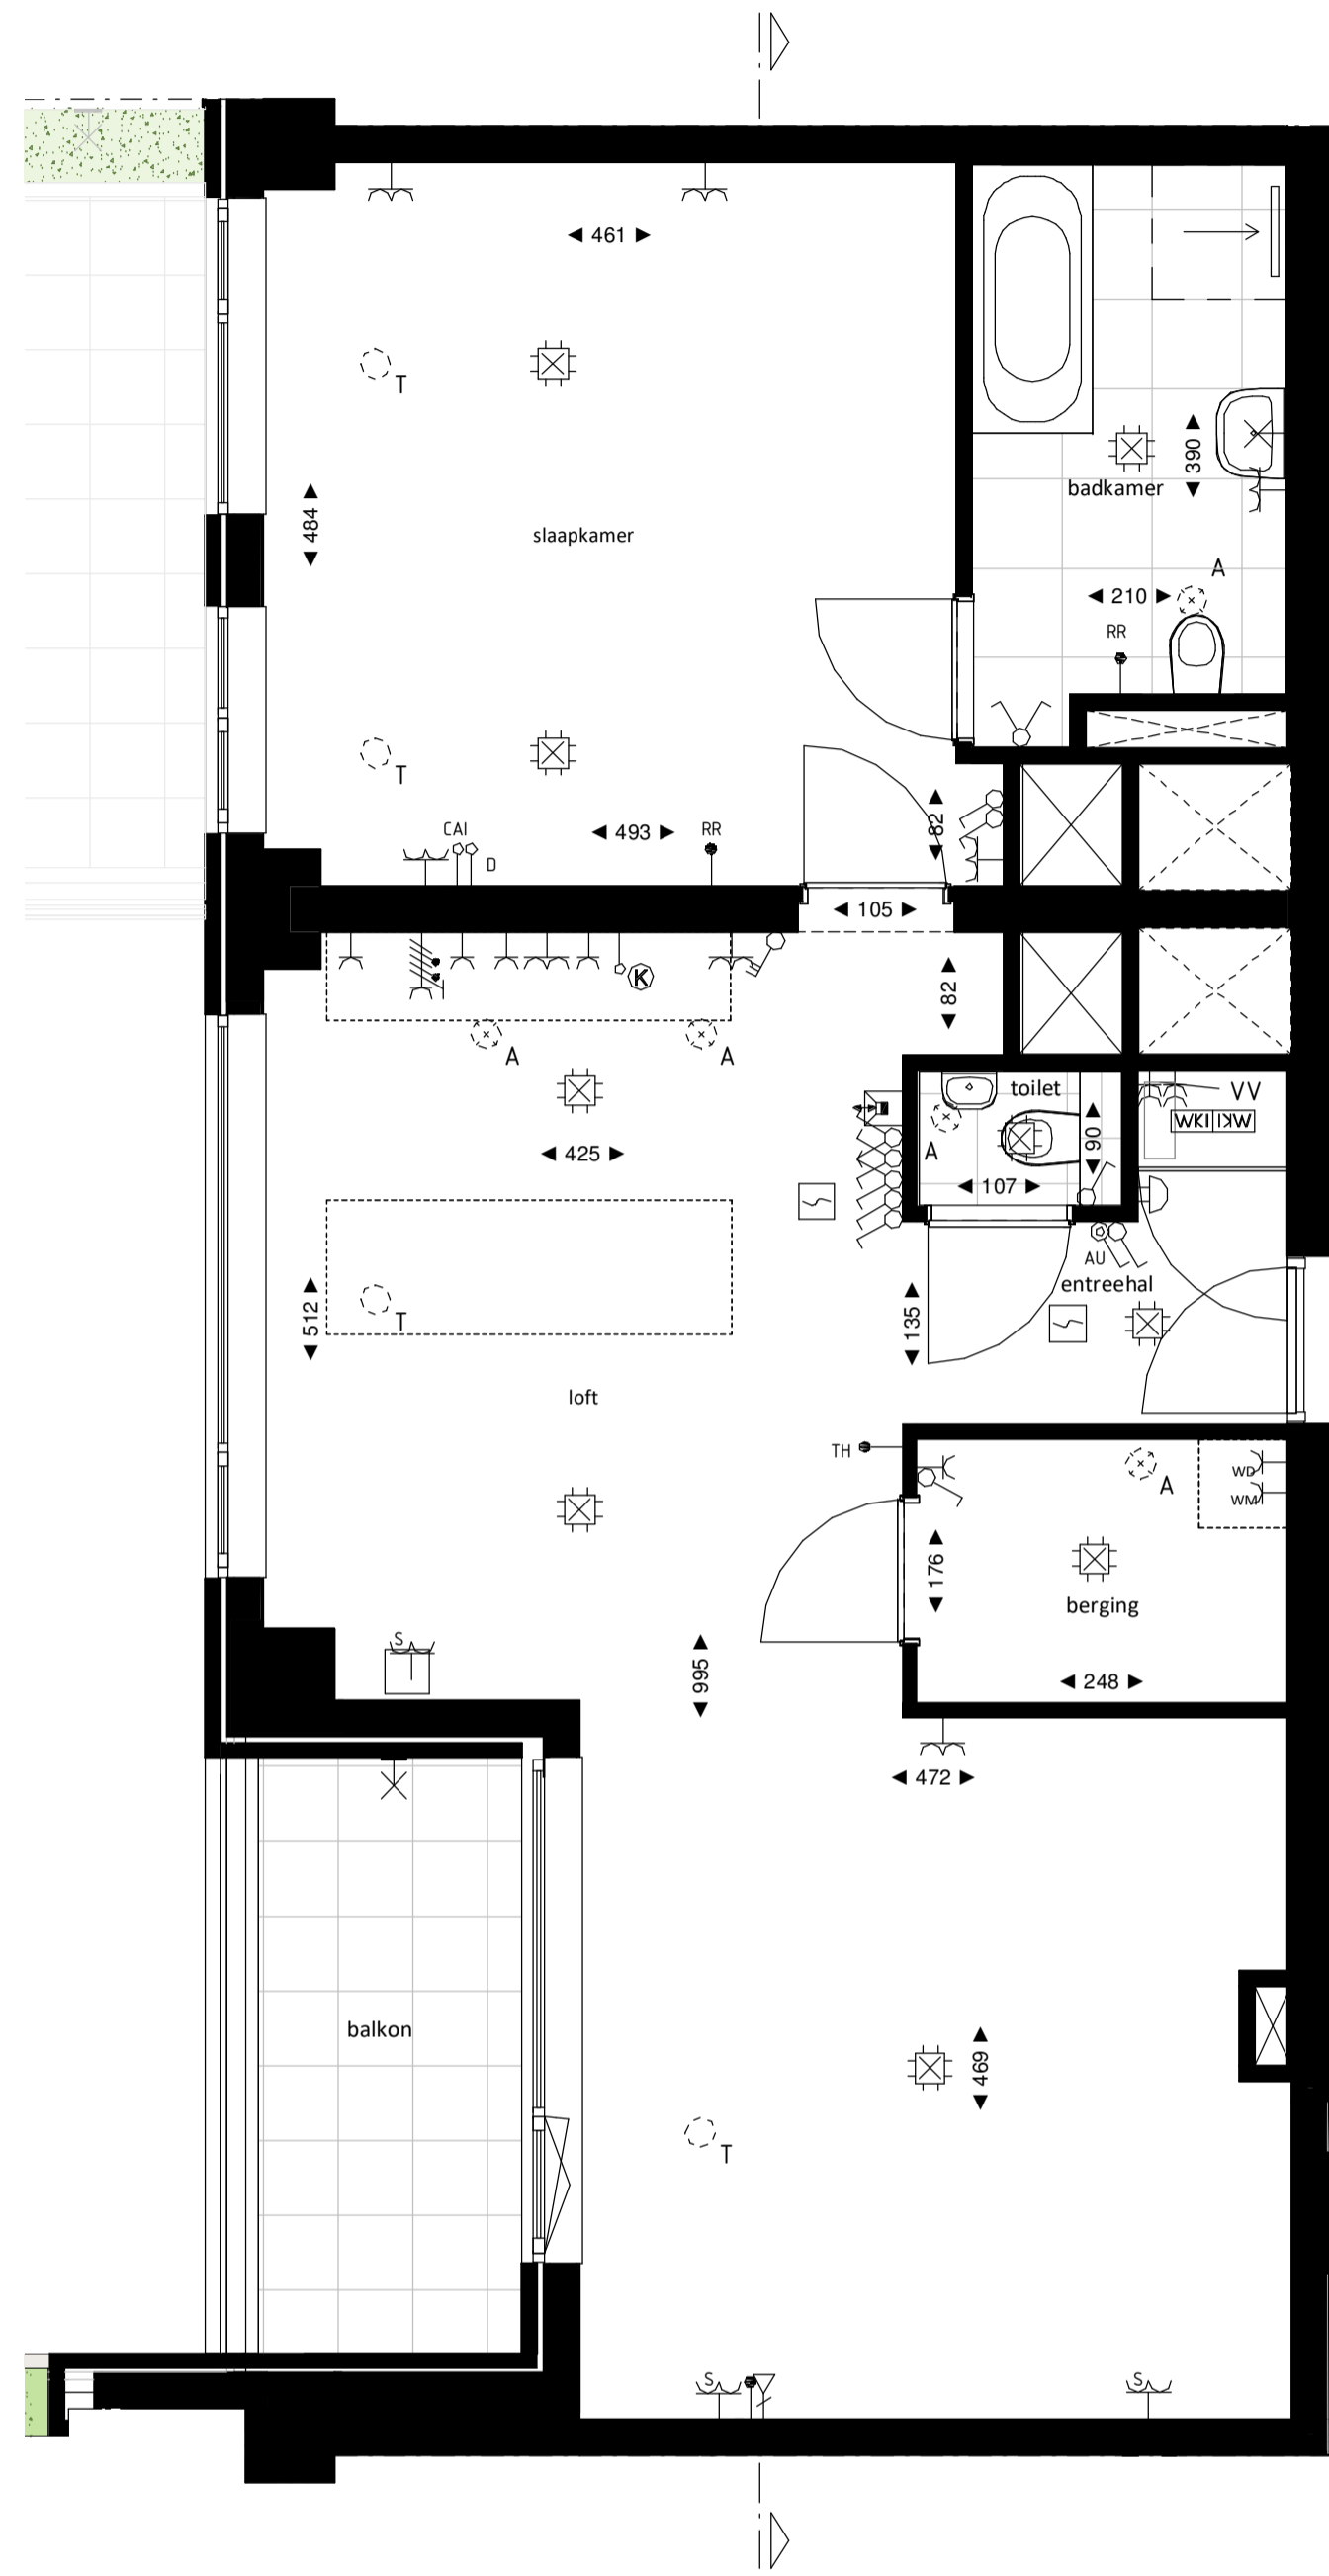 ◄ 461 ►
T
◄ 390 ►
badkamer
◄ 484 ►
slaapkamer
A
◄ 210 ►
RR
T
CAI
D
◄ 493 ►
RR
◄ 82 ►
◄ 105 ►
K
◄ 82 ►
A
A
toilet
VV
WKI
WKI
◄ 90 ►
A
◄ 425 ►
◄ 107 ►
AU
entreehal
T
◄ 512 ►
◄ 135 ►
loft
TH
A
WD
WM
◄ 176 ►
berging
S
◄ 995 ►
◄ 248 ►
◄ 472 ►
balkon
◄ 469 ►
T
S
S